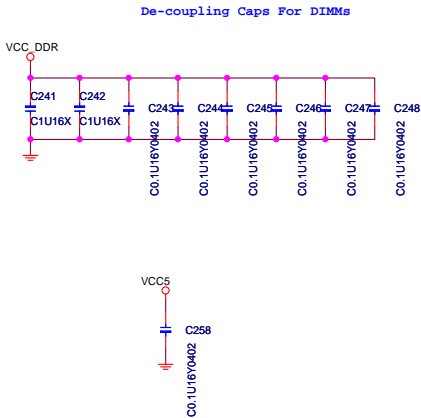 De-coupling Caps For DIMMs
VCC_DDR
C241
C242
C243
C244
C245
C246
C247
C248
C1U16X
C1U16X
C0.1U16Y0402
C0.1U16Y0402
C0.1U16Y0402
C0.1U16Y0402
C0.1U16Y0402
C0.1U16Y0402
VCC5
C258
C0.1U16Y0402